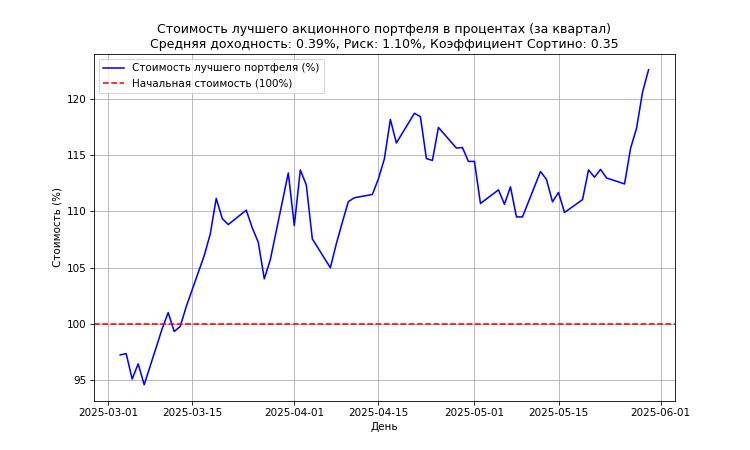 Стоимость лучшего акционного портфеля в процентах (за квартал)
Средняя доходность: 0.39%, Риск: 1.10%, Коэффициент Сортино: 0.35
Стоимость лучшего портфеля (%)
Начальная стоимость (100%)
Стоимость (%)
120
115
110
105
100
95
2025-03-01
2025-03-15
2025-04-01
2025-04-15
2025-05-01
2025-05-15
2025-06-01
День